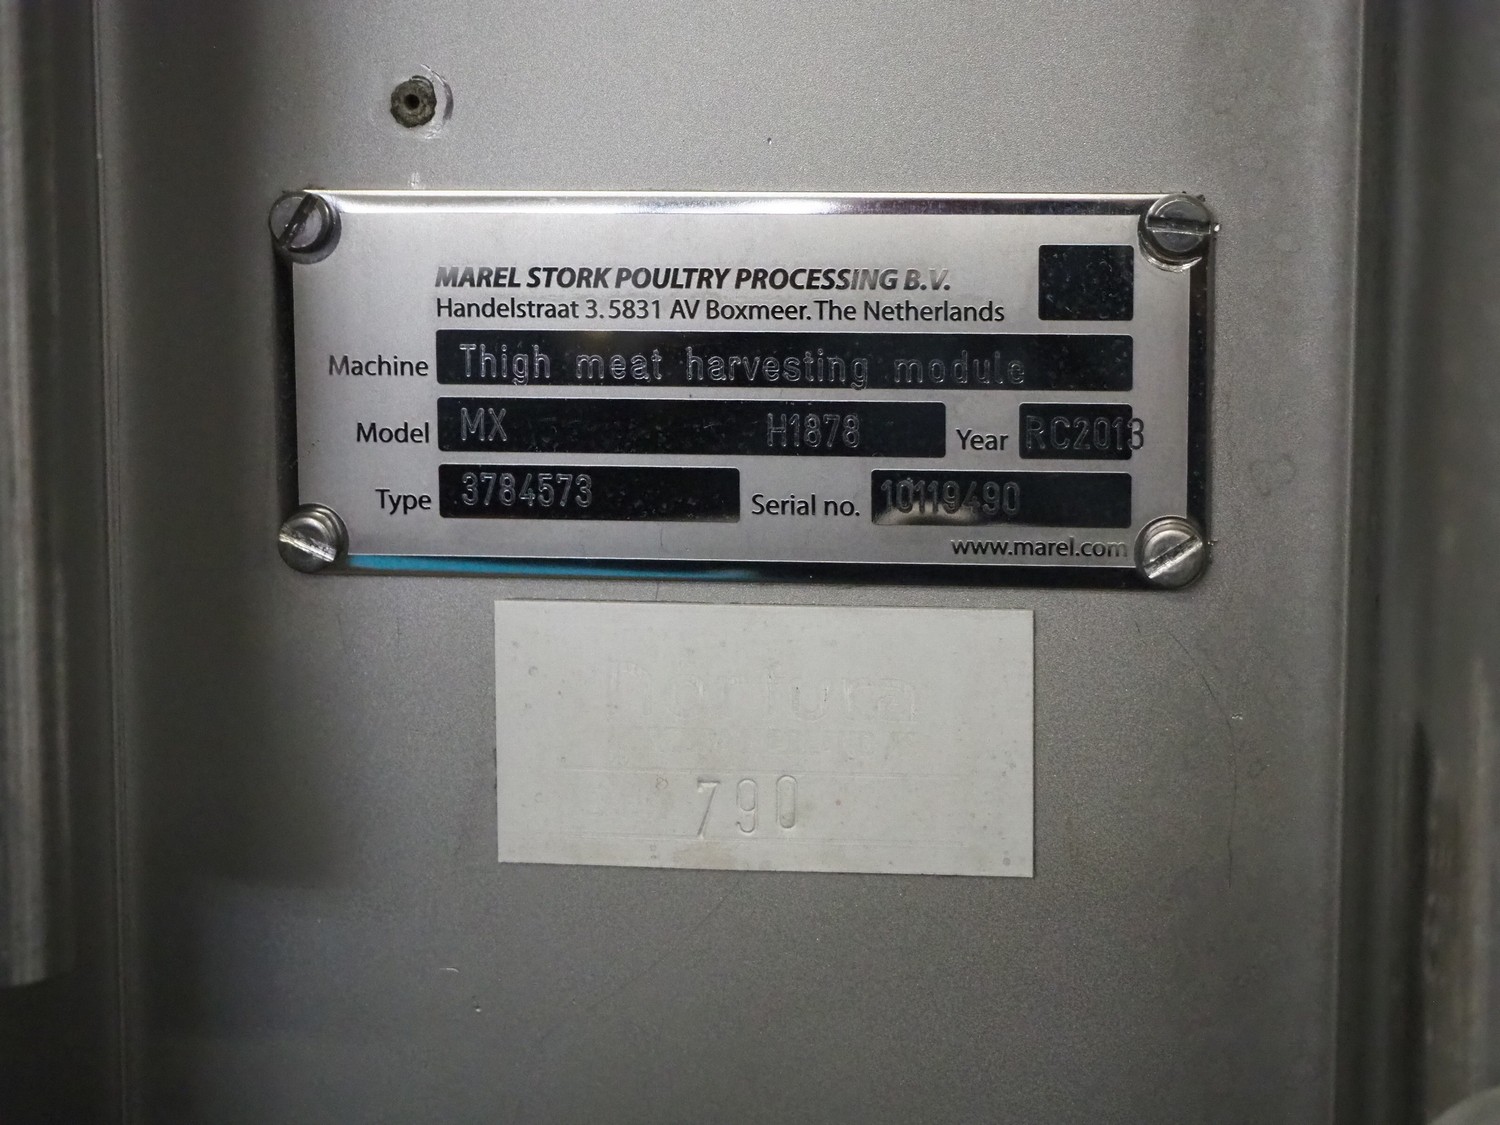 MAREL STORK POULTRY PROCESSING B.V.
Handelstraat 3. 5831 AV Boxmeer. The Netherlands
Machine Thigh meat harvesting module
Model MX H1878 Year RC2013
Type 3784573 Serial no. 10119490
www.marel.com
nortura
790